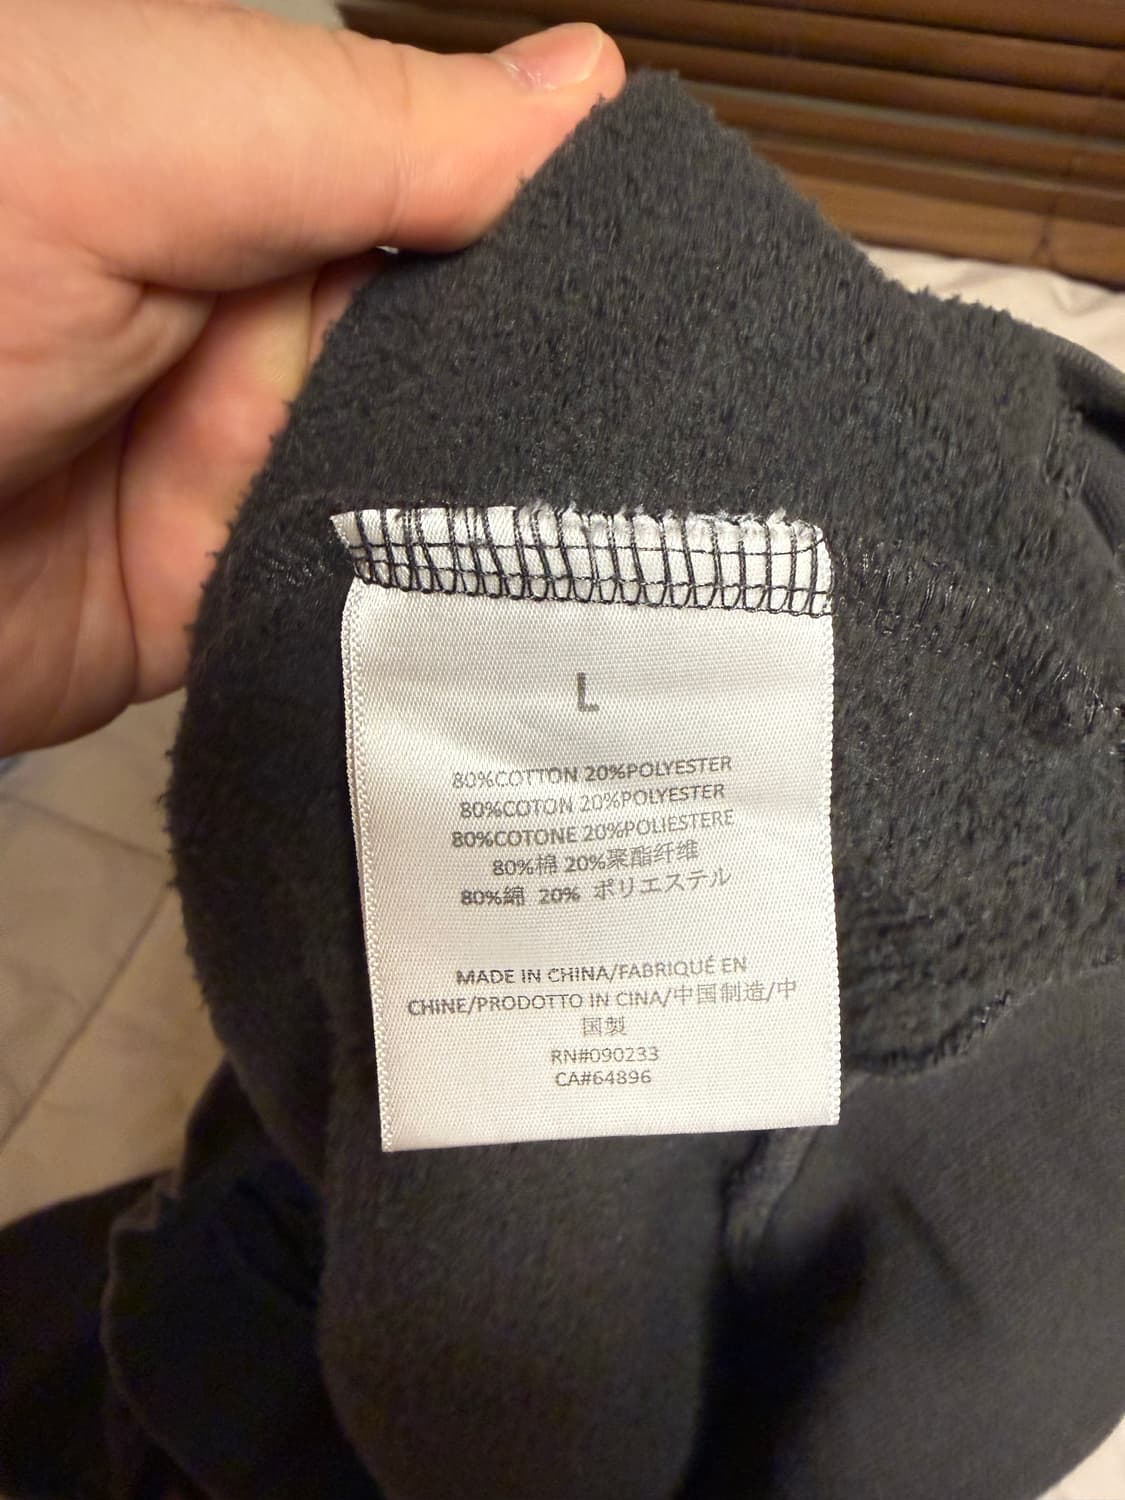 L
80%COTTON 20%POLYESTER
80%COTON 20%POLYESTER
80%COTONE 20%POLIESTERE
80%棉 20%聚酯纤维
80%綿 20% ポリエステル
MADE IN CHINA/FABRIQUÉ EN
CHINE/PRODOTTO IN CINA/中国制造/中
国製
RN#090233
CA#64896